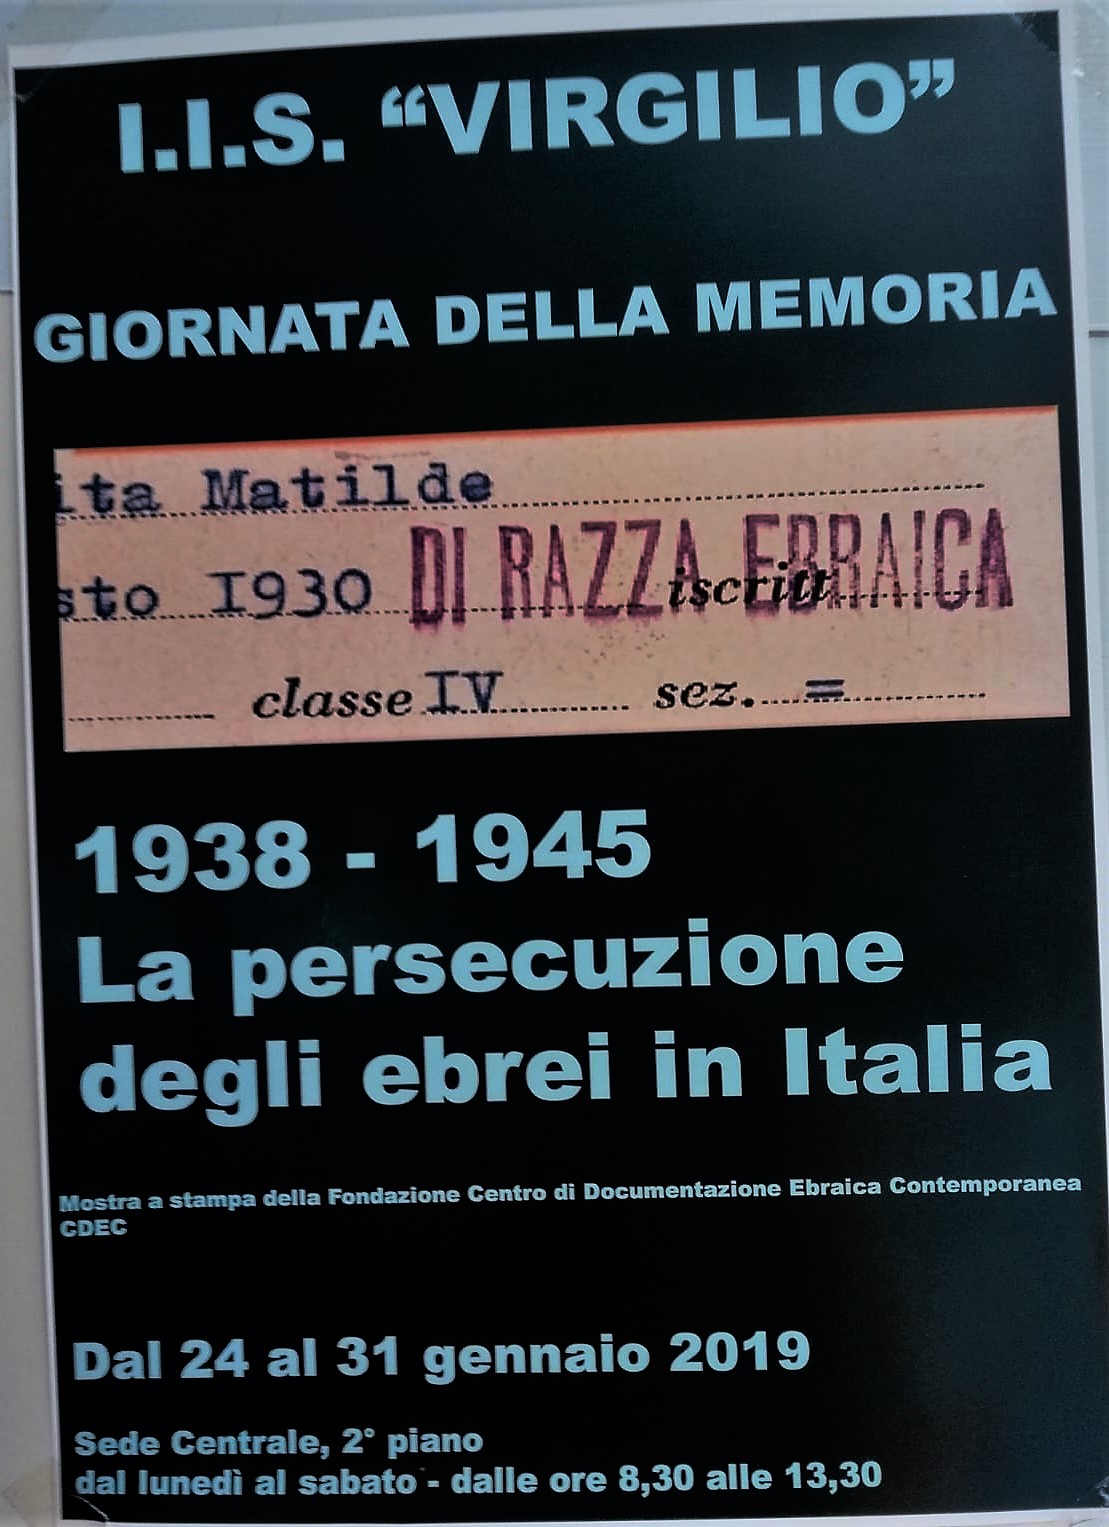 I.I.S. “VIRGILIO”
GIORNATA DELLA MEMORIA
ita Matilde
sto I930 DI RAZZA EBRAICA
iscritt
classe IV sez. =
1938 - 1945
La persecuzione
degli ebrei in Italia
Mostra a stampa della Fondazione Centro di Documentazione Ebraica Contemporanea
CDEC
Dal 24 al 31 gennaio 2019
Sede Centrale, 2° piano
dal lunedì al sabato - dalle ore 8,30 alle 13,30